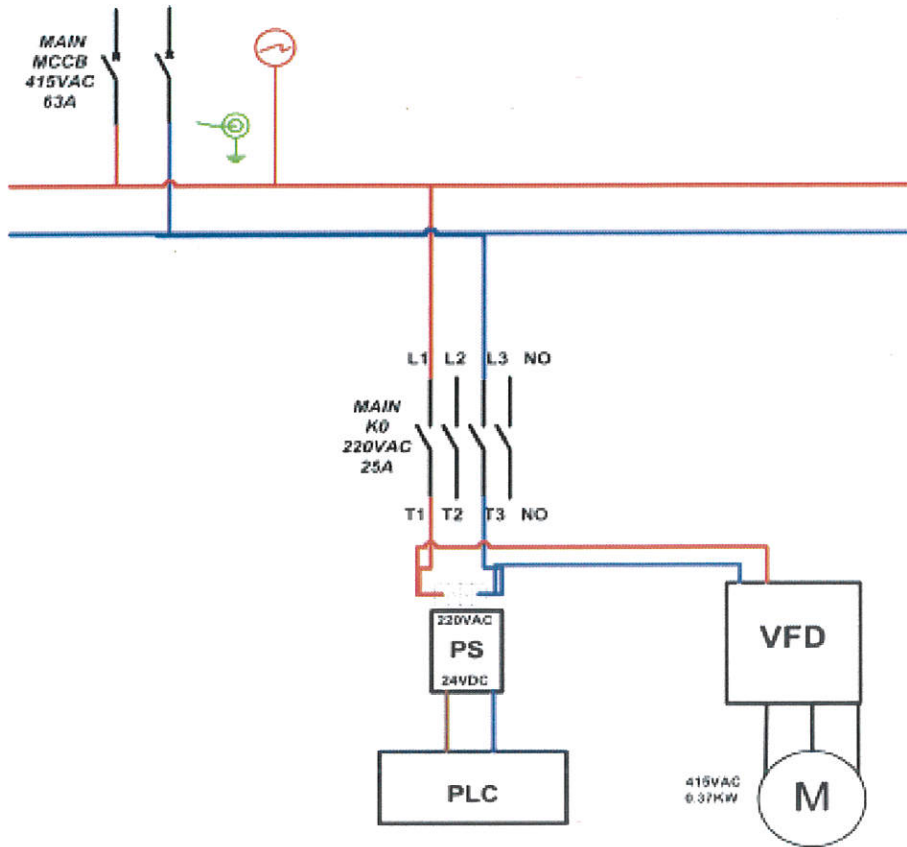 MAIN
MCCB
415VAC
63A
L1 L2 L3 NO
MAIN
K0
220VAC
25A
T1 T2 T3 NO
220VAC
PS
24VDC
VFD
PLC
415VAC
0.37KW
M